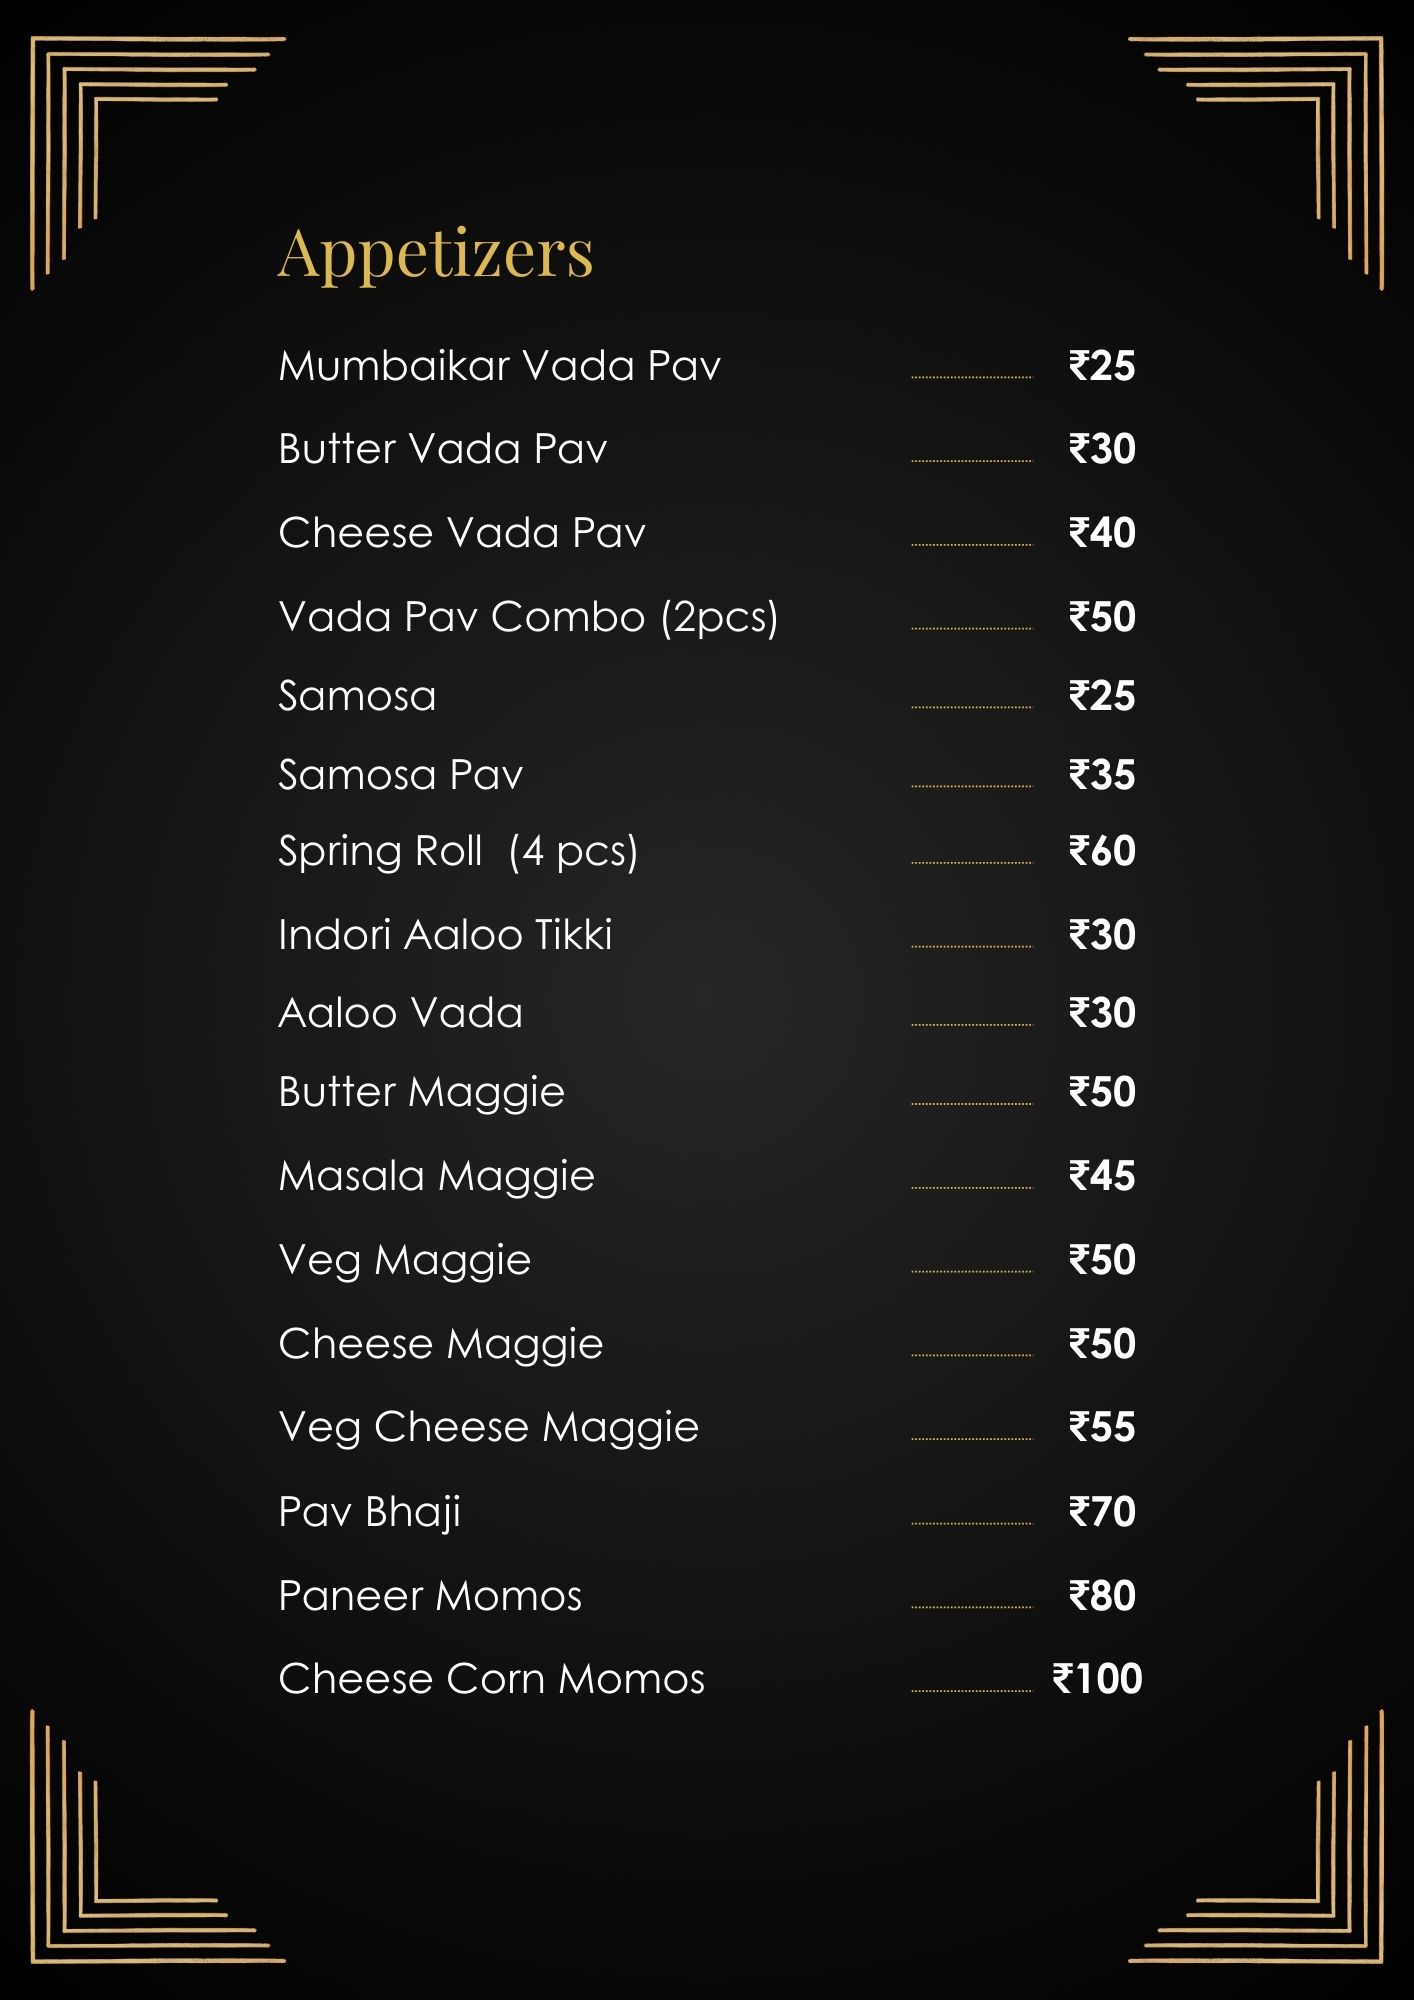 Appetizers
Mumbaikar Vada Pav ₹25
Butter Vada Pav ₹30
Cheese Vada Pav ₹40
Vada Pav Combo (2pcs) ₹50
Samosa ₹25
Samosa Pav ₹35
Spring Roll (4 pcs) ₹60
Indori Aaloo Tikki ₹30
Aaloo Vada ₹30
Butter Maggie ₹50
Masala Maggie ₹45
Veg Maggie ₹50
Cheese Maggie ₹50
Veg Cheese Maggie ₹55
Pav Bhaji ₹70
Paneer Momos ₹80
Cheese Corn Momos ₹100